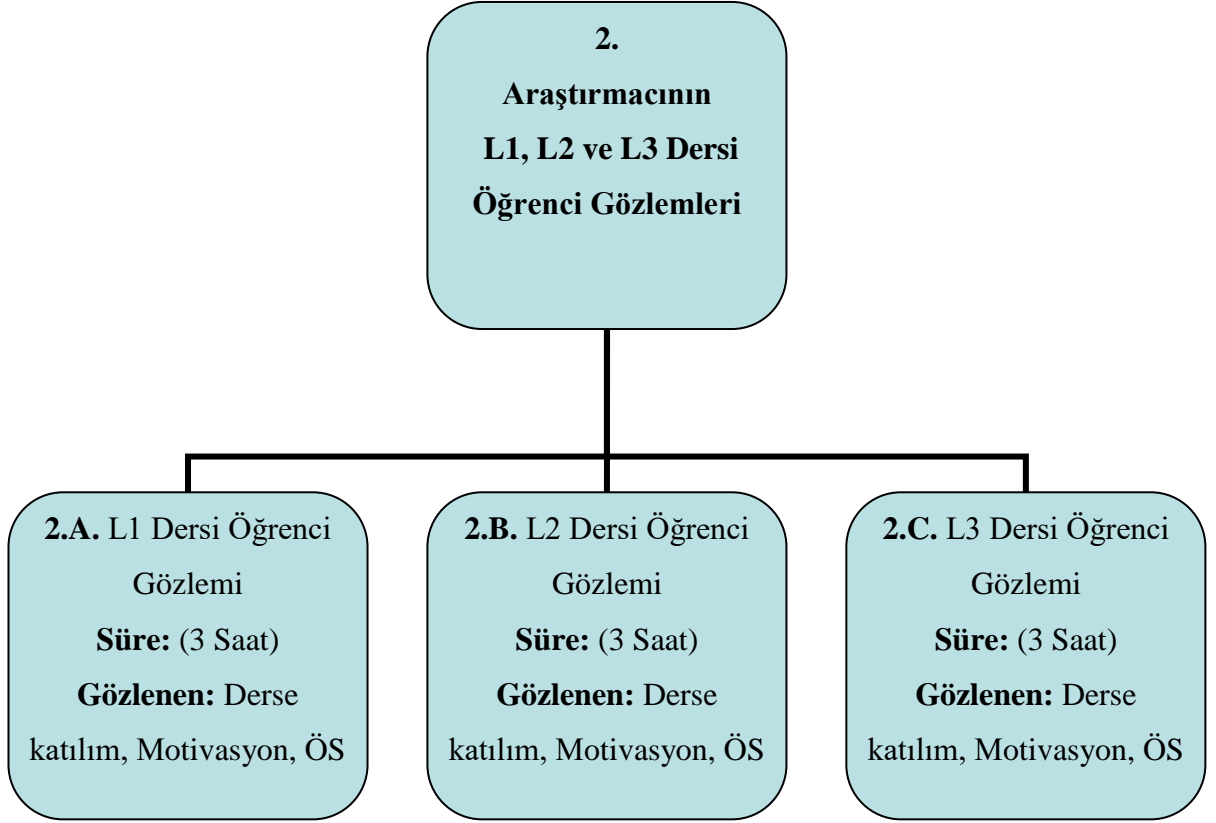 2.
Araştırmacının
L1, L2 ve L3 Dersi
Öğrenci Gözlemleri
2.A. L1 Dersi Öğrenci
Gözlemi
Süre: (3 Saat)
Gözlenen: Derse
katılım, Motivasyon, ÖS
2.B. L2 Dersi Öğrenci
Gözlemi
Süre: (3 Saat)
Gözlenen: Derse
katılım, Motivasyon, ÖS
2.C. L3 Dersi Öğrenci
Gözlemi
Süre: (3 Saat)
Gözlenen: Derse
katılım, Motivasyon, ÖS